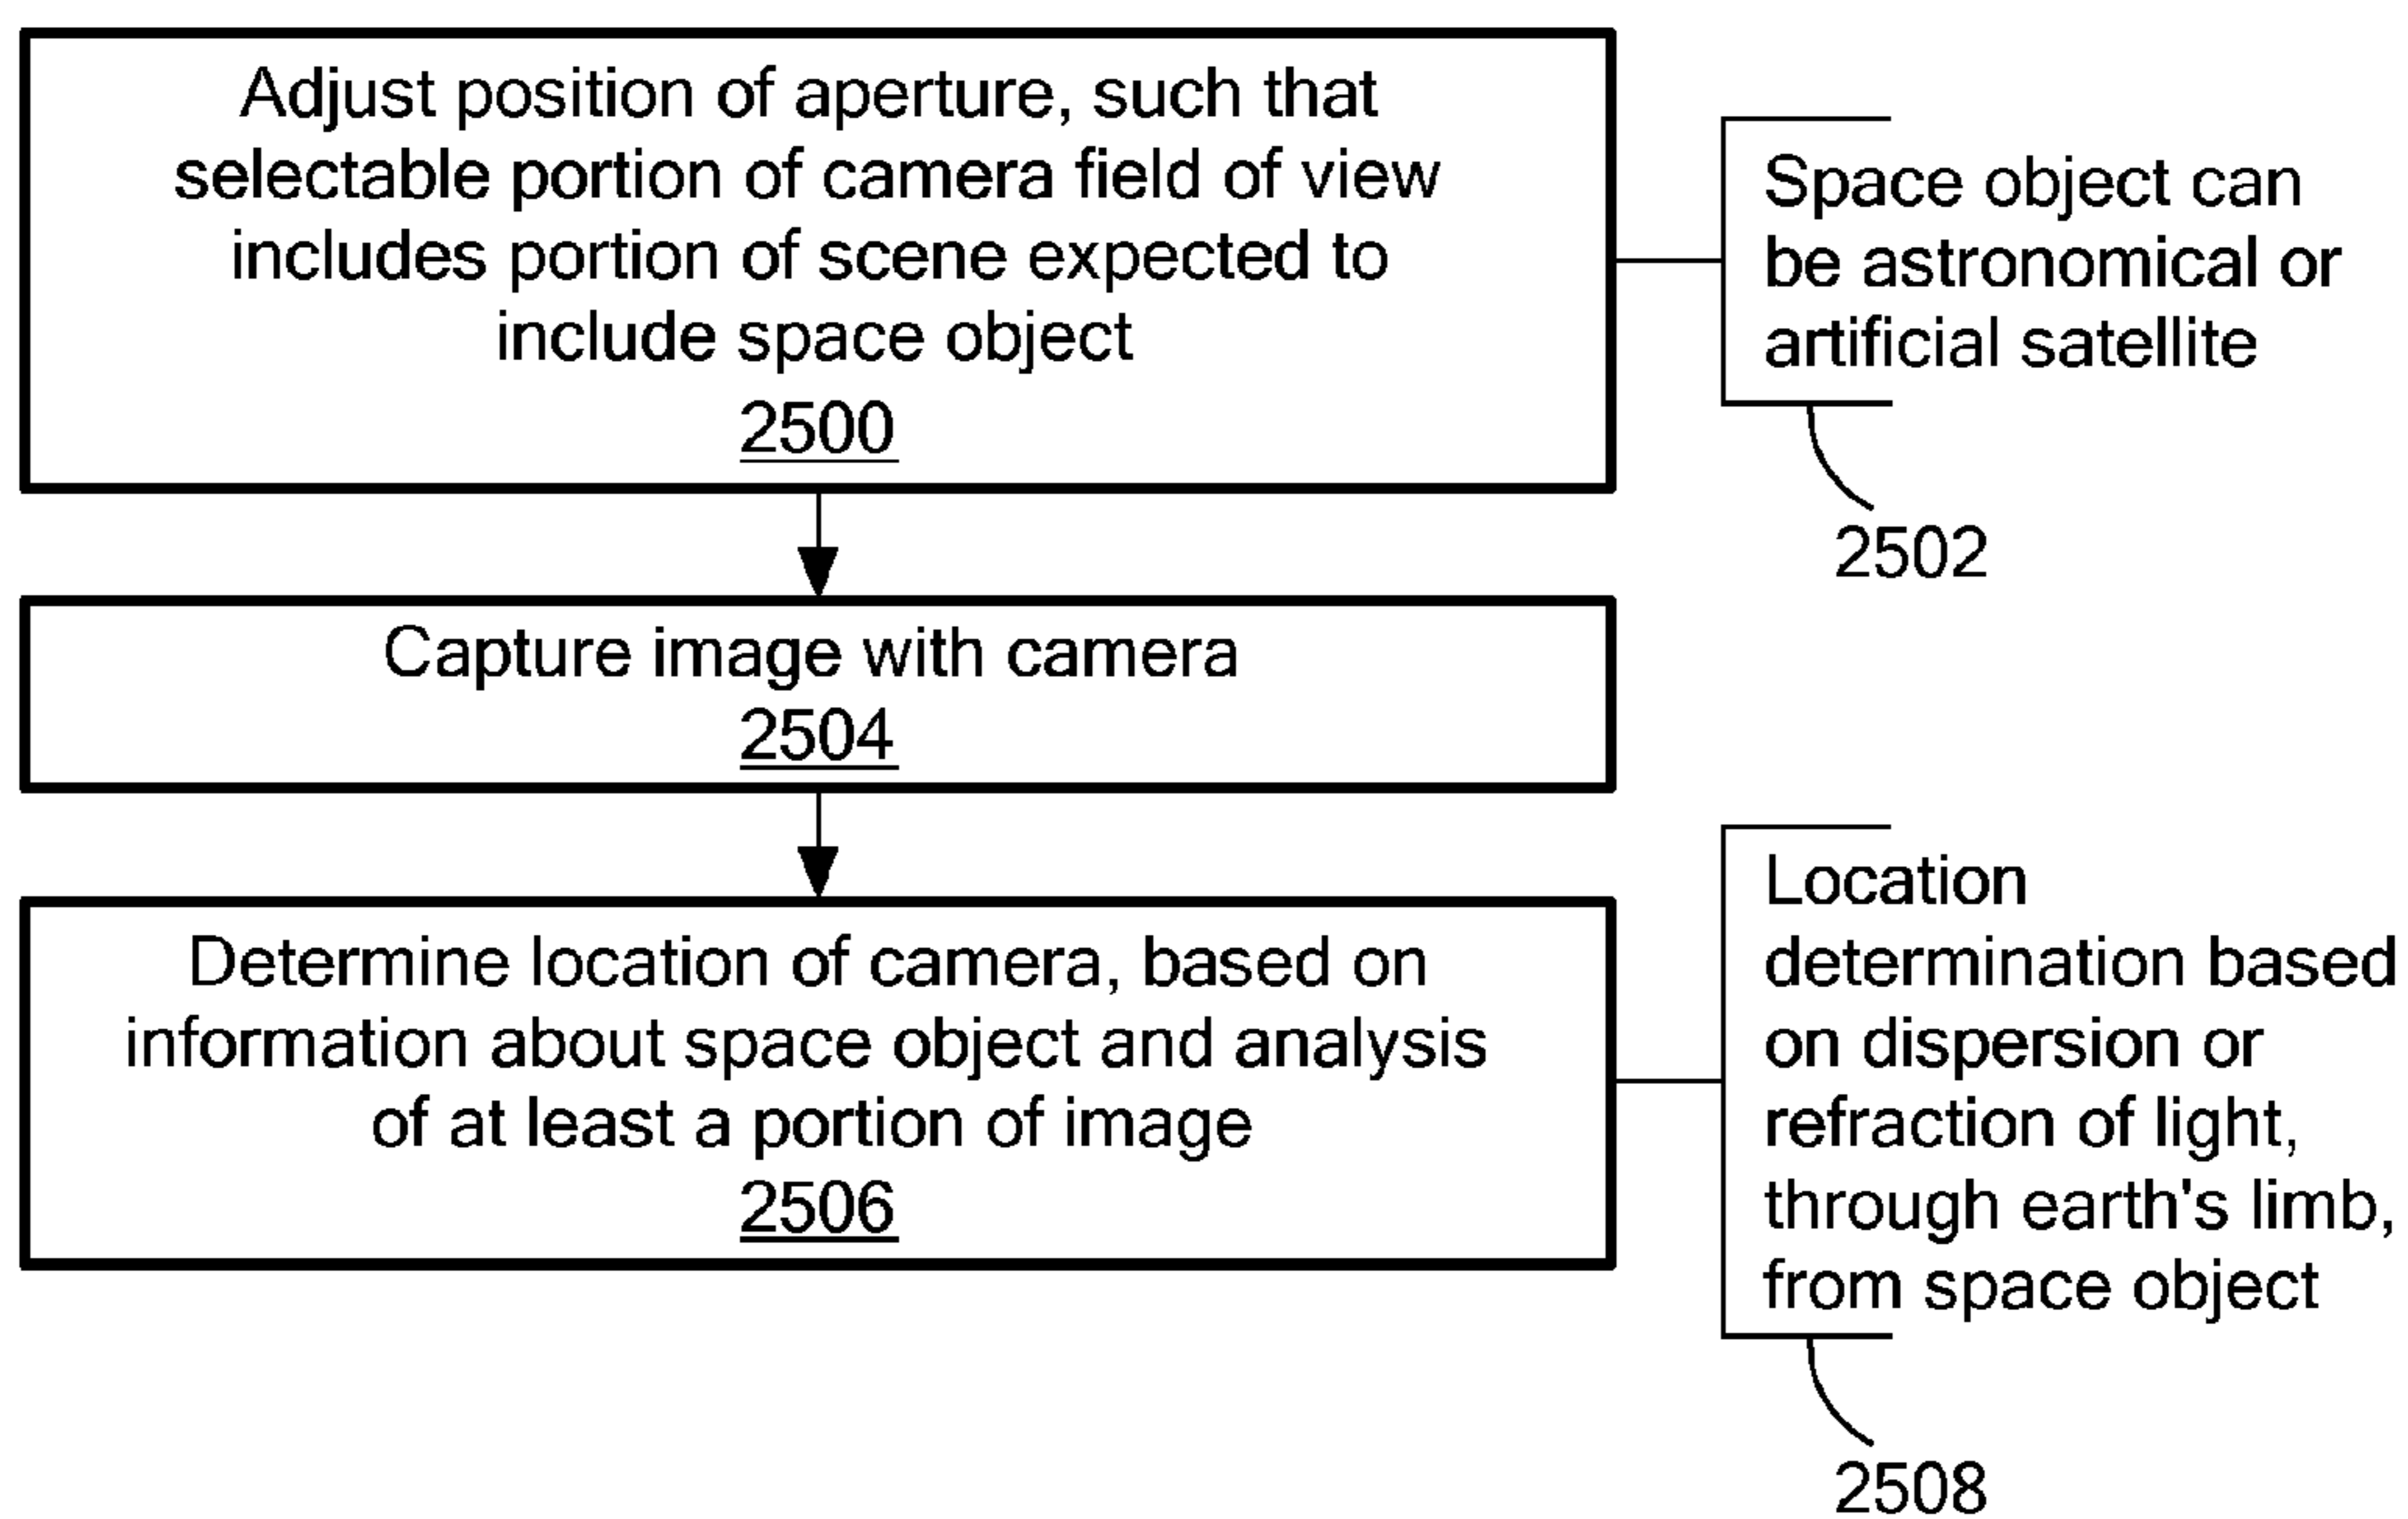 Adjust position of aperture, such that
selectable portion of camera field of view
includes portion of scene expected to
include space object
2500
Space object can
be astronomical or
artificial satellite
2502
Capture image with camera
2504
Determine location of camera, based on
information about space object and analysis
of at least a portion of image
2506
Location
determination based
on dispersion or
refraction of light,
through earth's limb,
from space object
2508